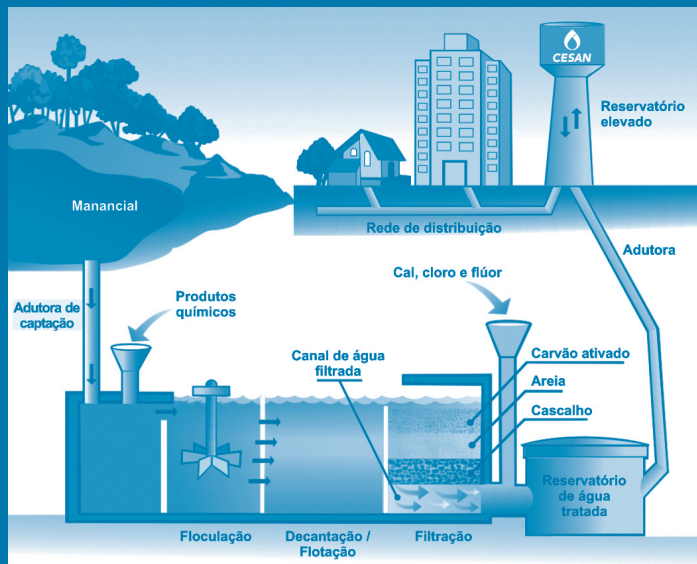 CESAN
Reservatório
elevado
Manancial
Rede de distribuição
Adutora
Cal, cloro e flúor
Produtos
químicos
Adutora de
captação
Canal de água
filtrada
Carvão ativado
Areia
Cascalho
Reservatório
de água
tratada
Floculação
Decantação /
Flotação
Filtração